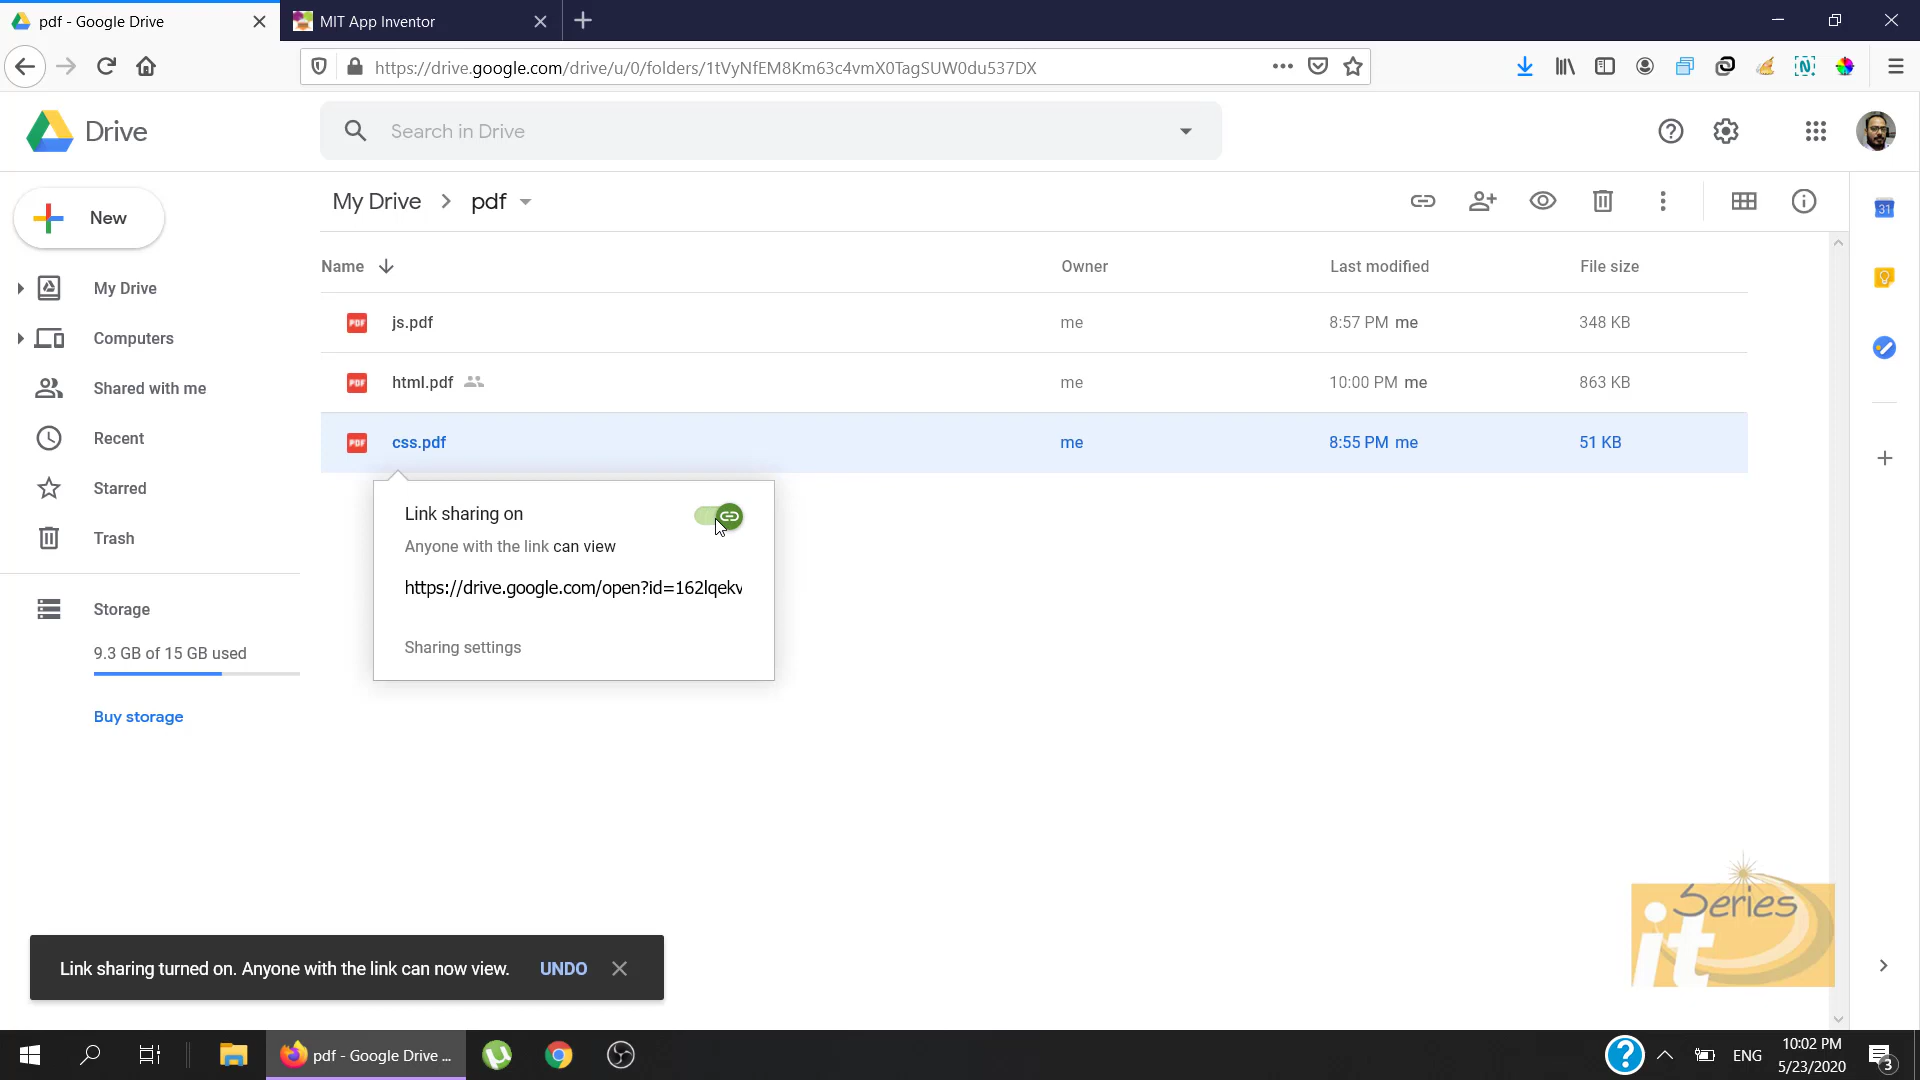 pdf - Google Drive
MIT App Inventor
https://drive.google.com/drive/u/0/folders/1tVyNfEM8Km63c4vmX0TagSUW0du537DX
Drive
Search in Drive
New
My Drive
Computers
Shared with me
Recent
Starred
Trash
Storage
9.3 GB of 15 GB used
Buy storage
My Drive > pdf
Name Owner Last modified File size
PDF js.pdf me 8:57 PM me 348 KB
PDF html.pdf me 10:00 PM me 863 KB
PDF css.pdf me 8:55 PM me 51 KB
Link sharing on
Anyone with the link can view
https://drive.google.com/open?id=162lqekv
Sharing settings
31
Series
it
Link sharing turned on. Anyone with the link can now view. UNDO
pdf - Google Drive ...
ENG
10:02 PM
5/23/2020
3